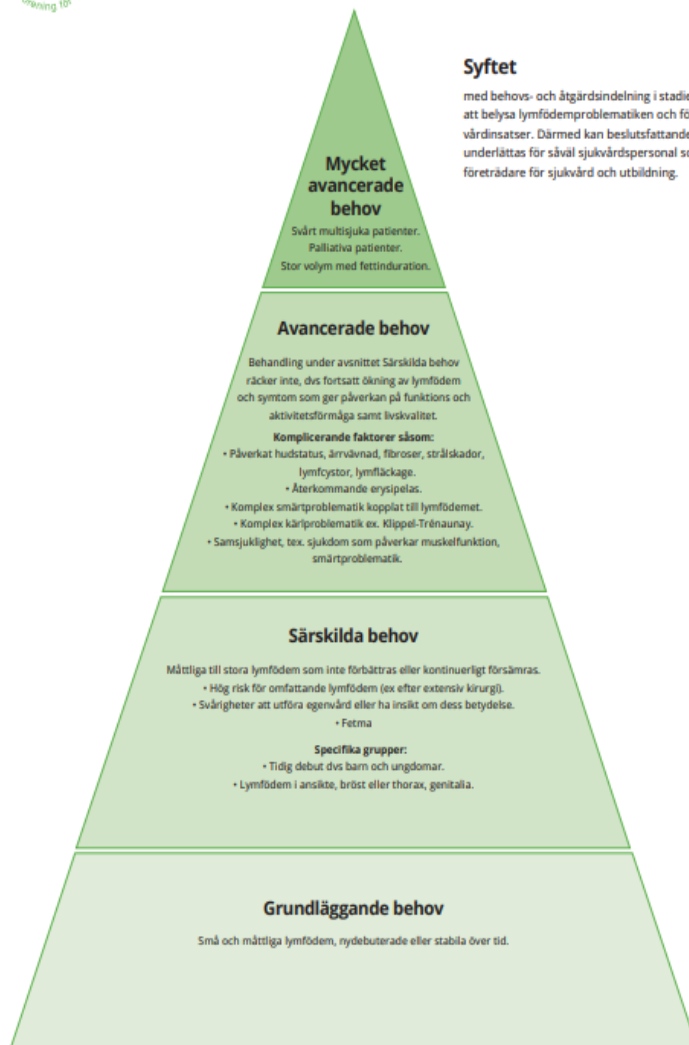 ening för
Syftet
med behovs- och åtgärdsindelning i stadie
att belysa lymfödemproblematiken och fö
vårdinsatser. Därmed kan beslutsfattande
underlättas för såväl sjukvårdspersonal so
företrädare för sjukvård och utbildning.
Mycket
avancerade
behov
Svårt multisjuka patienter.
Palliativa patienter.
Stor volym med fettinduration.
Avancerade behov
Behandling under avsnittet Särskilda behov
räcker inte, dvs fortsatt ökning av lymfödem
och symtom som ger påverkan på funktions och
aktivitetsförmåga samt livskvalitet.
Komplicerande faktorer såsom:
• Påverkat hudstatus, ärrvävnad, fibroser, strålskador,
lymfcystor, lymfläckage.
• Återkommande erysipelas.
• Komplex smärtproblematik kopplat till lymfödemet.
• Komplex kärlproblematik ex. Klippel-Trénaunay.
• Samsjuklighet, tex. sjukdom som påverkar muskelfunktion,
smärtproblematik.
Särskilda behov
Måttliga till stora lymfödem som inte förbättras eller kontinuerligt försämras.
• Hög risk för omfattande lymfödem (ex efter extensiv kirurgi).
• Svårigheter att utföra egenvård eller ha insikt om dess betydelse.
• Fetma
Specifika grupper:
• Tidig debut dvs barn och ungdomar.
• Lymfödem i ansikte, bröst eller thorax, genitalia.
Grundläggande behov
Små och måttliga lymfödem, nydebuterade eller stabila över tid.